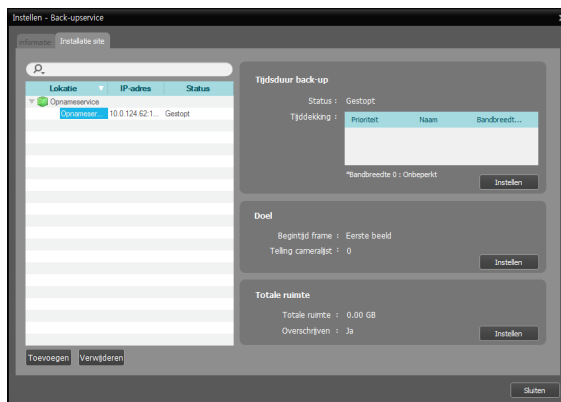 Instellen - Back-upservice
Informatie Installatie site
Lokatie IP-adres Status
Opnameservice
Opnameser... 10.0.124.62:1... Gestopt
Toevoegen Verwijderen
Tijdsduur back-up
Status : Gestopt
Tijddekking :
Prioriteit Naam Bandbreedt...
*Bandbreedte 0 : Onbeperkt
Instellen
Doel
Begintijd frame : Eerste beeld
Telling cameralijst : 0
Instellen
Totale ruimte
Totale ruimte : 0.00 GB
Overschrijven : Ja
Instellen
Sluiten